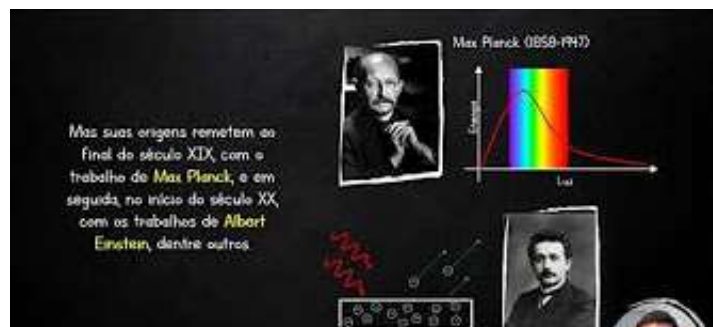 Max Planck (1858-1947)
Mas suas origens remetem ao
final do século XIX, com o
trabalho de Max Planck, e em
seguida, no início do século XX,
com os trabalhos de Albert
Einstein, dentre outros
Energia
Luz